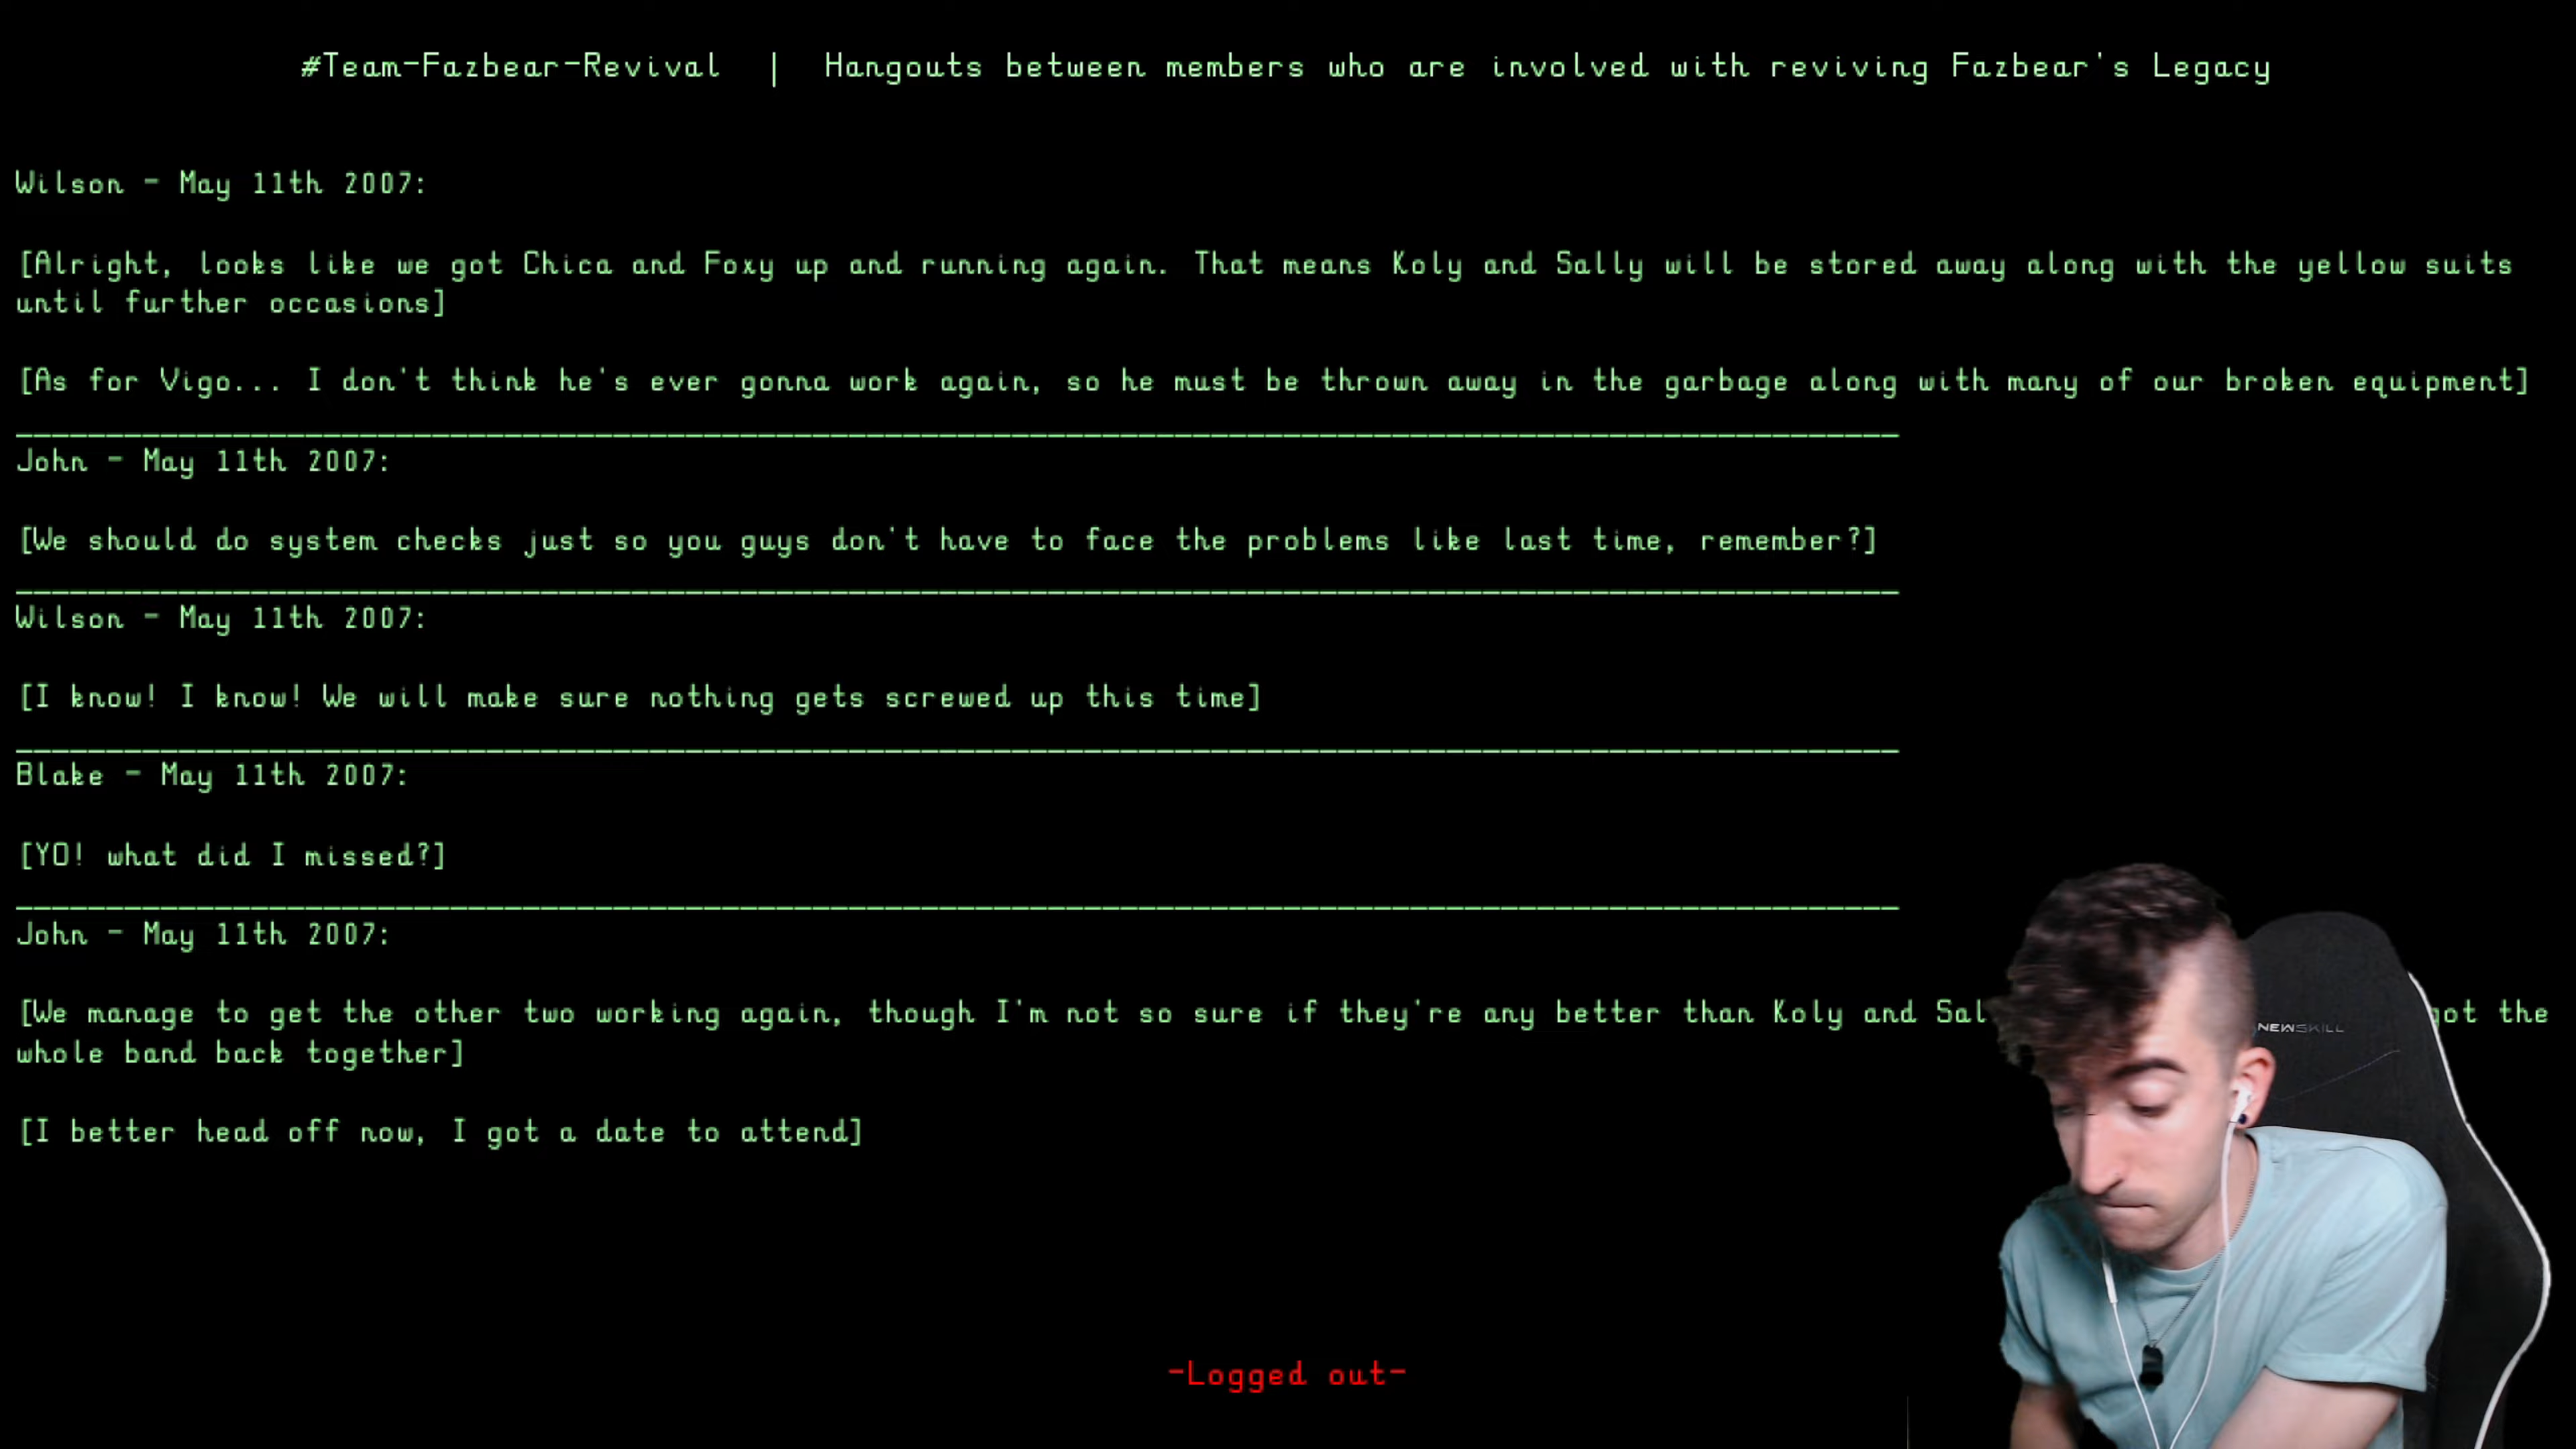 #Team-Fazbear-Revival | Hangouts between members who are involved with reviving Fazbear's Legacy
Wilson - May 11th 2007:
[Alright, looks like we got Chica and Foxy up and running again. That means Koly and Sally will be stored away along with the yellow suits
until further occasions]
[As for Vigo... I don't think he's ever gonna work again, so he must be thrown away in the garbage along with many of our broken equipment]
John - May 11th 2007:
[We should do system checks just so you guys don't have to face the problems like last time, remember?]
Wilson - May 11th 2007:
[I know! I know! We will make sure nothing gets screwed up this time]
Blake - May 11th 2007:
[YO! what did I missed?]
John - May 11th 2007:
[We manage to get the other two working again, though I'm not so sure if they're any better than Koly and the
whole band back together]
[I better head off now, I got a date to attend]
NEWSKILL
-Logged out-